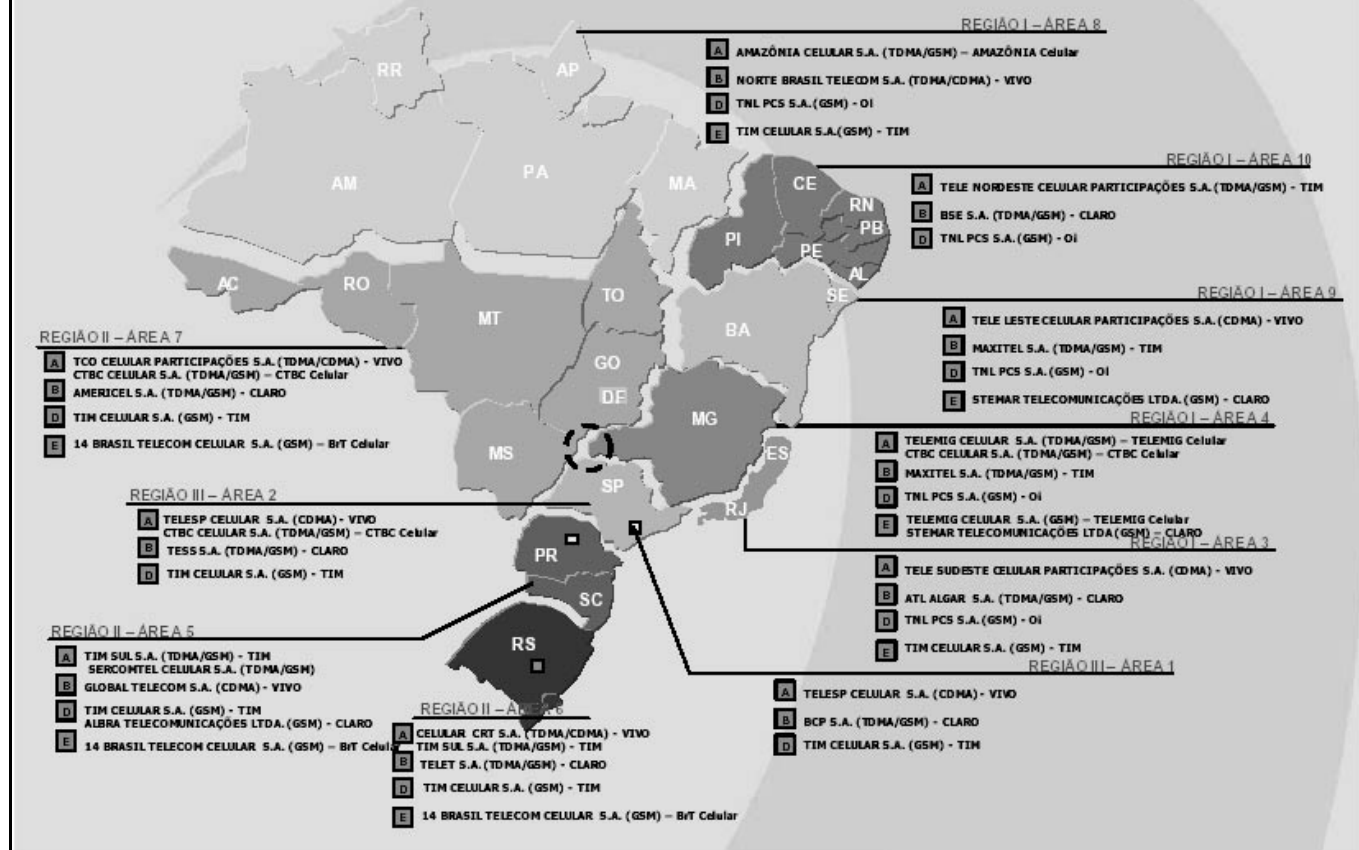 REGIÃO I – ÁREA 8
A AMAZÔNIA CELULAR S.A. (TDMA/GSM) – AMAZÔNIA Celular
B NORTE BRASIL TELECOM S.A. (TDMA/CDMA) - VIVO
D TNL PCS S.A. (GSM) - Oi
E TIM CELULAR S.A.(GSM) - TIM
REGIÃO I – ÁREA 10
A TELE NORDESTE CELULAR PARTICIPAÇÕES S.A. (TDMA/GSM) - TIM
B BSE S.A. (TDMA/GSM) - CLARO
D TNL PCS S.A. (GSM) - Oi
REGIÃO I – ÁREA 9
A TELE LESTE CELULAR PARTICIPAÇÕES S.A. (CDMA) - VIVO
B MAXITEL S.A. (TDMA/GSM) - TIM
D TNL PCS S.A. (GSM) - Oi
E STEMAR TELECOMUNICAÇÕES LTDA. (GSM) - CLARO
REGIÃO I – ÁREA 4
A TELEMIG CELULAR S.A. (TDMA/GSM) – TELEMIG Celular
CTBC CELULAR S.A. (TDMA/GSM) – CTBC Celular
B MAXITEL S.A. (TDMA/GSM) - TIM
D TNL PCS S.A. (GSM) - Oi
E TELEMIG CELULAR S.A. (GSM) – TELEMIG Celular
STEMAR TELECOMUNICAÇÕES LTDA (GSM) – CLARO
REGIÃO I – ÁREA 3
A TELE SUDESTE CELULAR PARTICIPAÇÕES S.A. (CDMA) - VIVO
B ATL ALGAR S.A. (TDMA/GSM) - CLARO
D TNL PCS S.A. (GSM) - Oi
E TIM CELULAR S.A. (GSM) - TIM
REGIÃO III – ÁREA 1
A TELESP CELULAR S.A. (CDMA) - VIVO
B BCP S.A. (TDMA/GSM) - CLARO
D TIM CELULAR S.A. (GSM) - TIM
REGIÃO II – ÁREA 7
A TCO CELULAR PARTICIPAÇÕES S.A. (TDMA/CDMA) - VIVO
CTBC CELULAR S.A. (TDMA/GSM) – CTBC Celular
B AMERICEL S.A. (TDMA/GSM) - CLARO
D TIM CELULAR S.A. (GSM) - TIM
E 14 BRASIL TELECOM CELULAR S.A. (GSM) – BrT Celular
REGIÃO III – ÁREA 2
A TELESP CELULAR S.A. (CDMA) - VIVO
CTBC CELULAR S.A. (TDMA/GSM) – CTBC Celular
B TESS S.A. (TDMA/GSM) - CLARO
D TIM CELULAR S.A. (GSM) - TIM
REGIÃO II – ÁREA 5
A TIM SUL S.A. (TDMA/GSM) - TIM
SERCOMTEL CELULAR S.A. (TDMA/GSM)
B GLOBAL TELECOM S.A. (CDMA) - VIVO
D TIM CELULAR S.A. (GSM) - TIM
ALBRA TELECOMUNICAÇÕES LTDA. (GSM) - CLARO
E 14 BRASIL TELECOM CELULAR S.A. (GSM) – BrT Celular
REGIÃO II – ÁREA 6
A CELULAR CRT S.A. (TDMA/CDMA) - VIVO
TIM SUL S.A. (TDMA/GSM) - TIM
B TELET S.A. (TDMA/GSM) - CLARO
D TIM CELULAR S.A. (GSM) - TIM
E 14 BRASIL TELECOM CELULAR S.A. (GSM) – BrT Celular
RR
AP
AM
PA
MA
CE
RN
PB
PI
PE
AL
AC
RO
TO
SE
MT
BA
GO
DF
MG
MS
ES
SP
RJ
PR
SC
RS